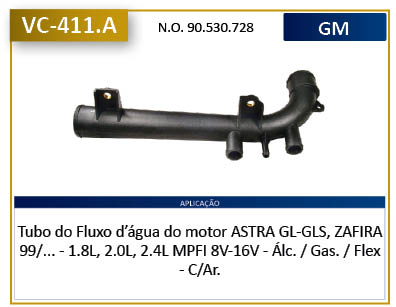 VC-411.A
N.O. 90.530.728
GM
APLICAÇÃO
Tubo do Fluxo d’água do motor ASTRA GL-GLS, ZAFIRA
99/... - 1.8L, 2.0L, 2.4L MPFI 8V-16V - Álc. / Gas. / Flex
- C/Ar.